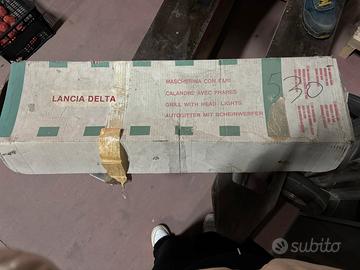 LANCIA DELTA
MASCHERINA CON FARI
CALANDRE AVEC PHARES
GRILL WITH HEAD LIGHTS
AUTOGITTER MIT SCHEINWERFER
530
subito